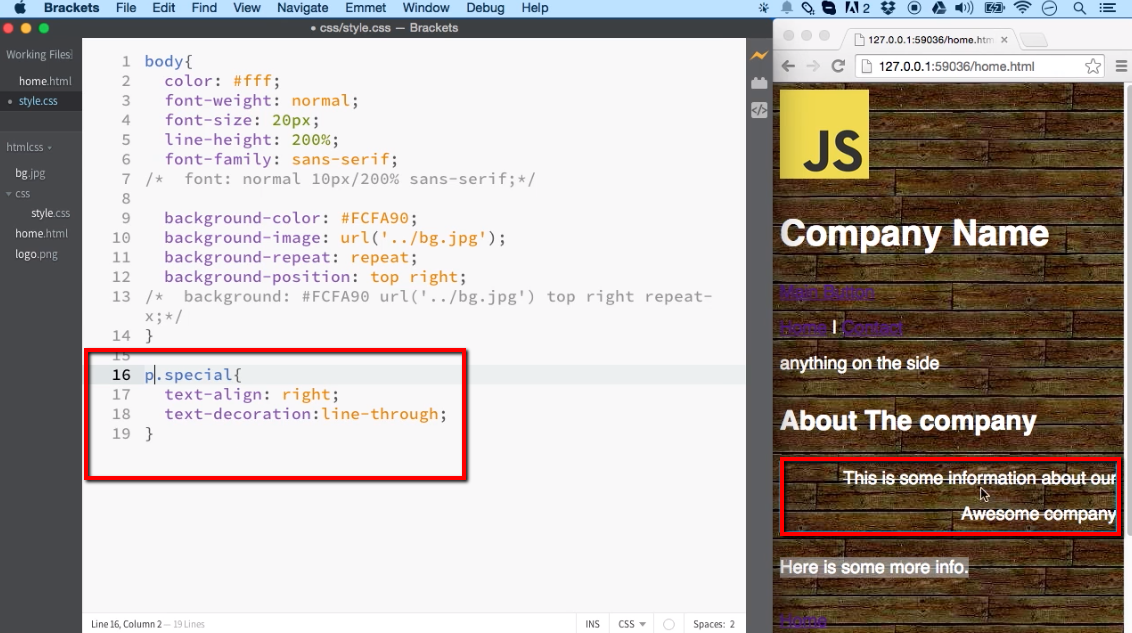 Brackets File Edit Find View Navigate Emmet Window Debug Help
2
• css/style.css — Brackets
Working Files
home.html
• style.css
htmlcss
bg.jpg
css
style.css
home.html
logo.png
1 body{
2 color: #fff;
3 font-weight: normal;
4 font-size: 20px;
5 line-height: 200%;
6 font-family: sans-serif;
7 /* font: normal 10px/200% sans-serif;*/
8
9 background-color: #FCFA90;
10 background-image: url('../bg.jpg');
11 background-repeat: repeat;
12 background-position: top right;
13 /* background: #FCFA90 url('../bg.jpg') top right repeat-
x;*/
14 }
15
16 p.special{
17 text-align: right;
18 text-decoration:line-through;
19 }
Line 16, Column 2 — 19 Lines
INS CSS Spaces: 2
127.0.0.1:59036/home.htm
127.0.0.1:59036/home.html
JS
Company Name
Main Button
Home | Contact
anything on the side
About The company
This is some information about our
Awesome company
Here is some more info.
Home